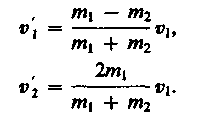 v′₁ = (m₁ − m₂)/(m₁ + m₂) v₁,
v′₂ = 2m₁/(m₁ + m₂) v₁.